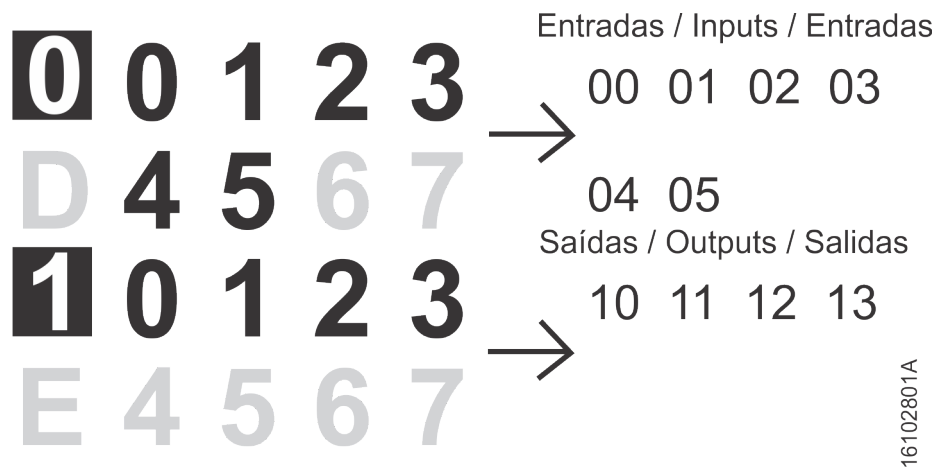 0 0 1 2 3
D 4 5 6 7
1 0 1 2 3
E 4 5 6 7
Entradas / Inputs / Entradas
00 01 02 03
04 05
Saídas / Outputs / Salidas
10 11 12 13
16102801A